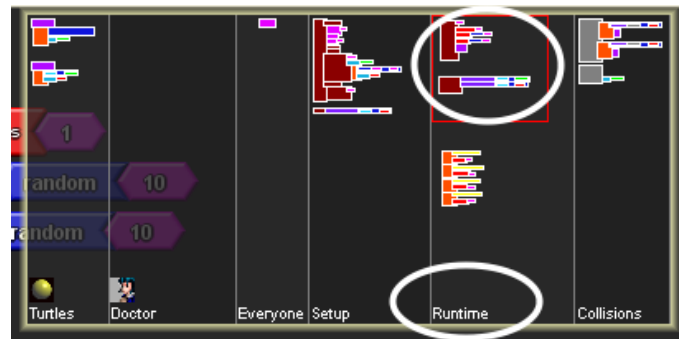 s 1
random 10
random 10
Turtles Doctor Everyone Setup Runtime Collisions